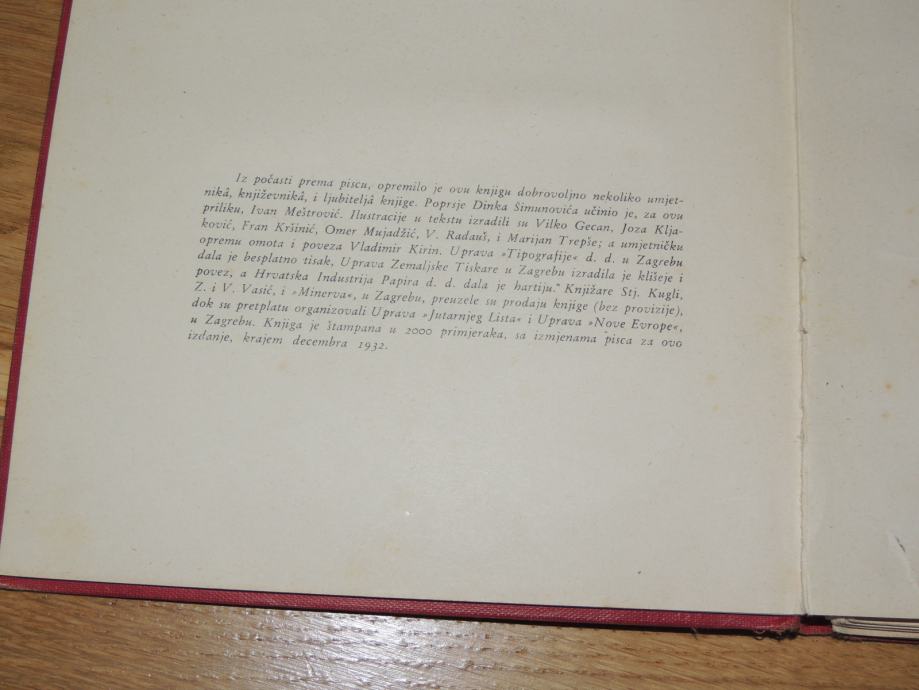 Iz počasti prema piscu, opremilo je ovu knjigu dobrovoljno nekoliko umjet-
nikâ, književnikâ, i ljubiteljâ knjige. Poprsje Dinka Šimunovića učinio je, za ovu
priliku, Ivan Meštrović. Ilustracije u tekstu izradili su Vilko Gecan, Joza Klja-
ković, Fran Kršinić, Omer Mujadžić, V. Radauš, i Marijan Trepše; a umjetničku
opremu omota i poveza Vladimir Kirin. Uprava »Tipografije« d. d. u Zagrebu
dala je besplatno tisak, Uprava Zemaljske Tiskare u Zagrebu izradila je klišeje i
povez, a Hrvatska Industrija Papira d. d. dala je hartiju. Knjižare Stj. Kugli,
Z. i V. Vasić, i »Minerva«, u Zagrebu, preuzele su prodaju knjige (bez provizije),
dok su pretplatu organizovali Uprava »Jutarnjeg Lista« i Uprava »Nove Evrope«,
u Zagrebu. Knjiga je štampana u 2000 primjeraka, sa izmjenama pisca za ovo
izdanje, krajem decembra 1932.